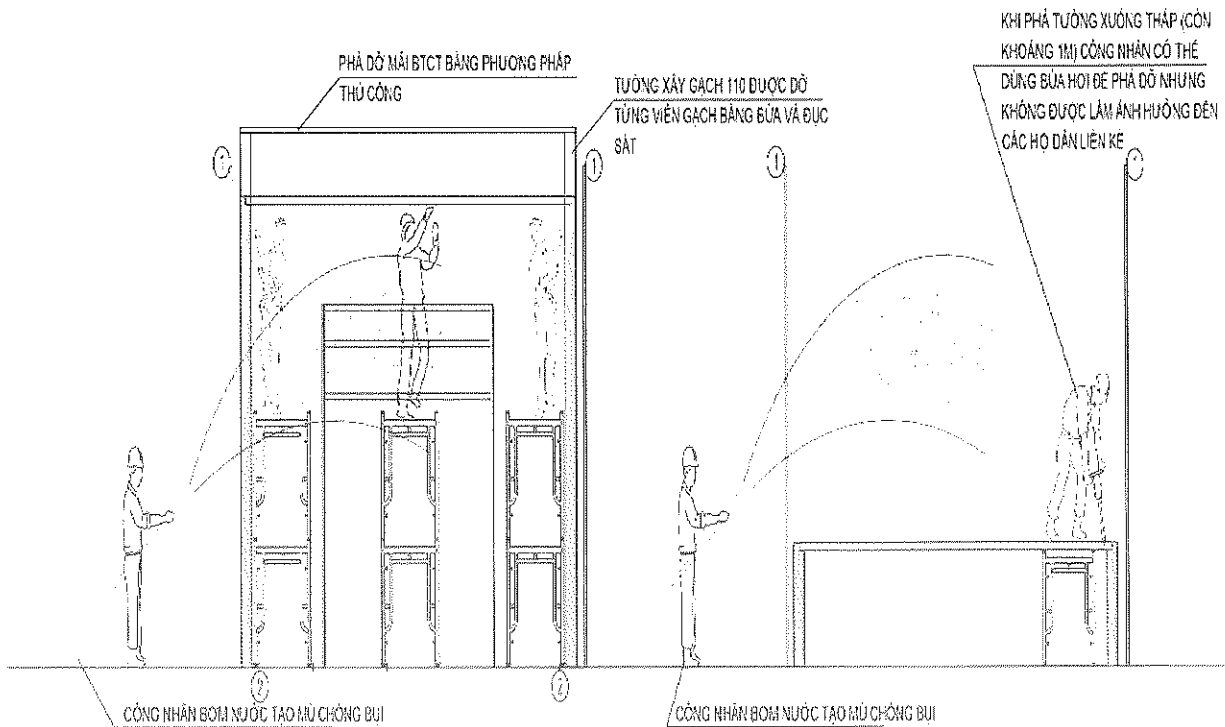 PHÁ DỠ MÁI BTCT BẰNG PHƯƠNG PHÁP
THỦ CÔNG
TƯỜNG XÂY GẠCH 110 ĐƯỢC DỠ
TỪNG VIÊN GẠCH BẰNG BÚA VÀ ĐỤC
SẮT
KHI PHÁ TƯỜNG XUỐNG THẤP (CÒN
KHOẢNG 1M) CÔNG NHÂN CÓ THỂ
DÙNG BÚA HƠI ĐỂ PHÁ DỠ NHƯNG
KHÔNG ĐƯỢC LÀM ẢNH HƯỞNG ĐẾN
CÁC HỘ DÂN LIỀN KỀ
1
1
1
1
2
2
CÔNG NHÂN BƠM NƯỚC TẠO MÙ CHỐNG BỤI
CÔNG NHÂN BƠM NƯỚC TẠO MÙ CHỐNG BỤI